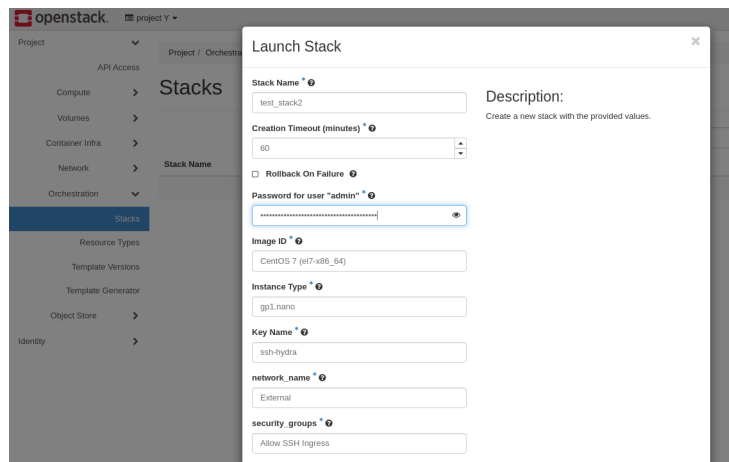 openstack. project Y
Project
API Access
Compute
Volumes
Container Infra
Network
Orchestration
Stacks
Resource Types
Template Versions
Template Generator
Object Store
Identity
Project / Orchestra
Stacks
Stack Name
Launch Stack
Stack Name *
test_stack2
Creation Timeout (minutes) *
60
Rollback On Failure
Password for user "admin" *
Image ID *
CentOS 7 (el7-x86_64)
Instance Type *
gp1.nano
Key Name *
ssh-hydra
network_name *
External
security_groups *
Allow SSH Ingress
Description:
Create a new stack with the provided values.